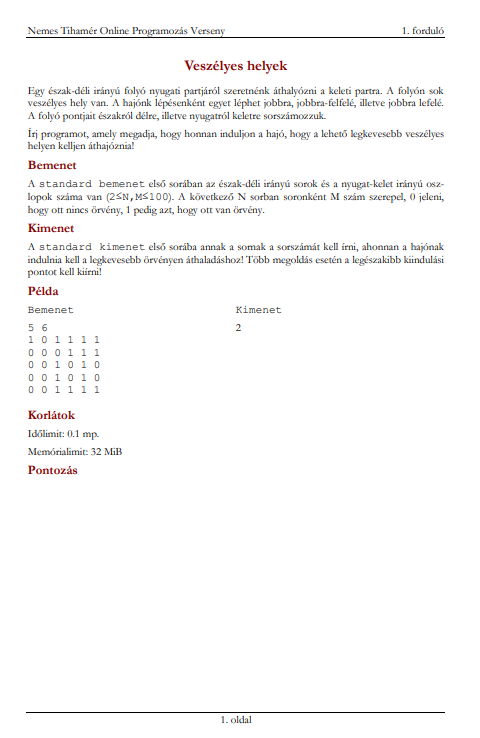 Nemes Tihamér Online Programozás Verseny 1. forduló
Veszélyes helyek
Egy észak-déli irányú folyó nyugati partjáról szeretnénk áthalyózni a keleti partra. A folyón sok
veszélyes hely van. A hajónk lépésenként egyet léphet jobbra, jobbra-felfelé, illetve jobbra lefelé.
A folyó pontjait északról délre, illetve nyugatról keletre sorszámozzuk.
Írj programot, amely megadja, hogy honnan induljon a hajó, hogy a lehető legkevesebb veszélyes
helyen kelljen áthajóznia!
Bemenet
A standard bemenet első sorában az észak-déli irányú sorok és a nyugat-kelet irányú osz-
lopok száma van (2≤N,M≤100). A következő N sorban soronként M szám szerepel, 0 jeleni,
hogy ott nincs örvény, 1 pedig azt, hogy ott van örvény.
Kimenet
A standard kimenet első sorába annak a sornak a sorszámát kell írni, ahonnan a hajónak
indulnia kell a legkevesebb örvényen áthaladáshoz! Több megoldás esetén a legészakibb kiindulási
pontot kell kiírni!
Példa
Bemenet Kimenet
5 6 2
1 0 1 1 1 1
0 0 0 1 1 1
0 0 1 0 1 0
0 0 1 0 1 0
0 0 1 1 1 1
Korlátok
Időlimit: 0.1 mp.
Memórialimit: 32 MiB
Pontozás
1. oldal